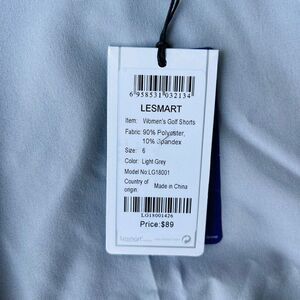 6 958531 032134
LESMART
Item: Women's Golf Shorts
Fabric: 90% Polyester,
10% Spandex
Size: 6
Color: Light Grey
Model No:LG18001
Country of
origin: Made in China
LG18001426
Price:$89
Lesmart